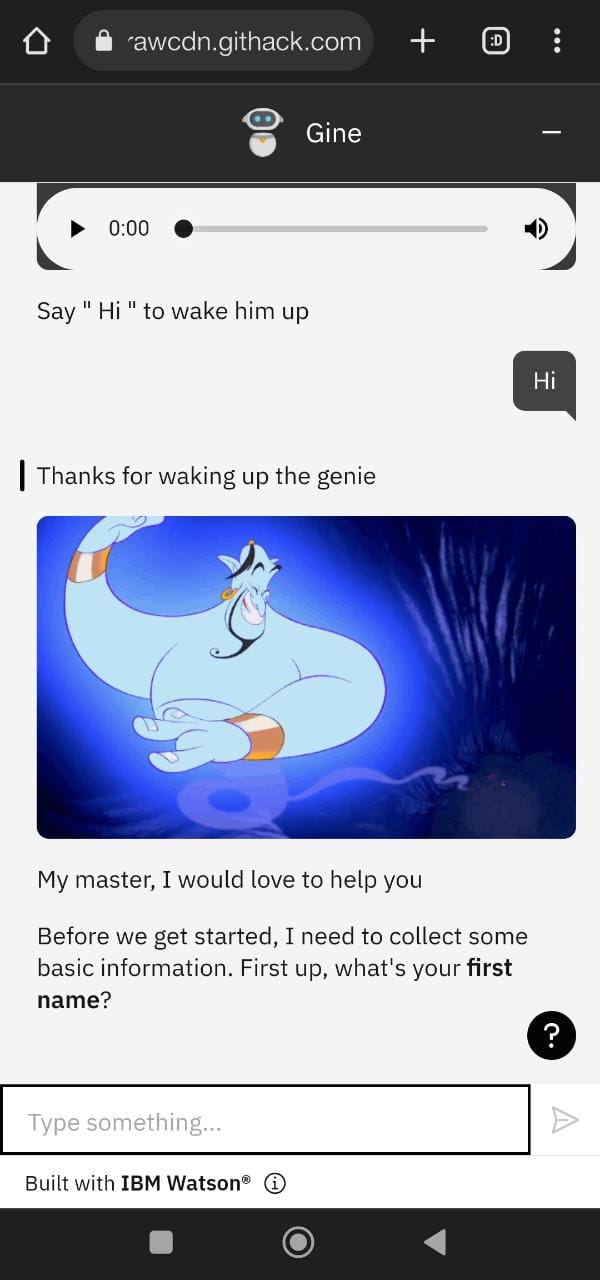 rawcdn.githack.com
:D
Gine
0:00
Say " Hi " to wake him up
Hi
Thanks for waking up the genie
My master, I would love to help you
Before we get started, I need to collect some
basic information. First up, what's your first
name?
?
Type something...
Built with IBM Watson®